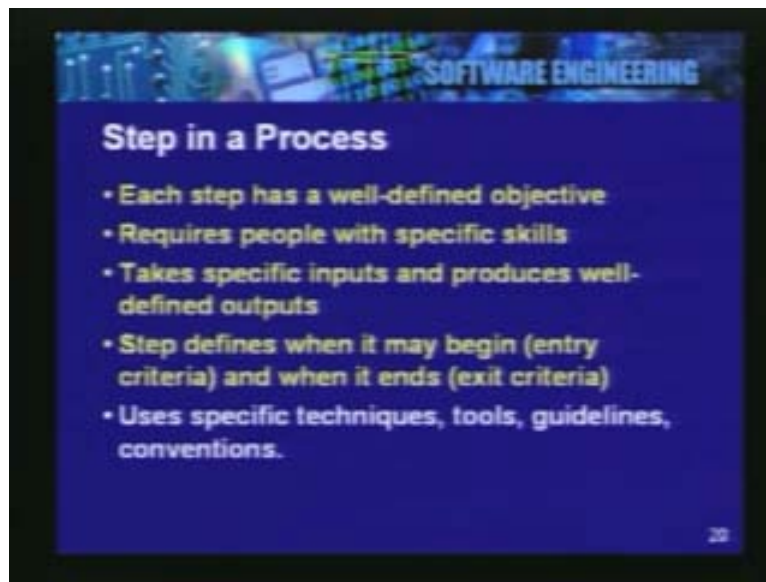 SOFTWARE ENGINEERING
Step in a Process
• Each step has a well-defined objective
• Requires people with specific skills
• Takes specific inputs and produces well-
defined outputs
• Step defines when it may begin (entry
criteria) and when it ends (exit criteria)
• Uses specific techniques, tools, guidelines,
conventions.
20